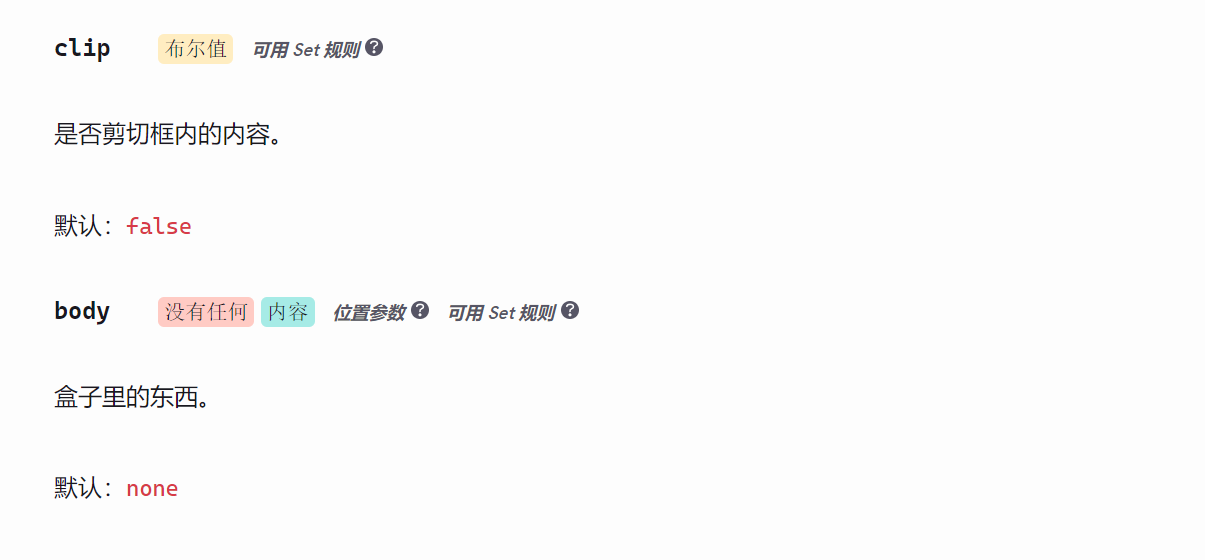 clip 布尔值 可用 Set 规则 ?
是否剪切框内的内容。
默认：false
body 没有任何 内容 位置参数 ? 可用 Set 规则 ?
盒子里的东西。
默认：none